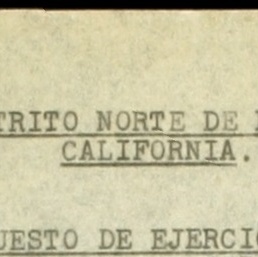 TRITO NORTE DE
CALIFORNIA.
UESTO DE EJERCI